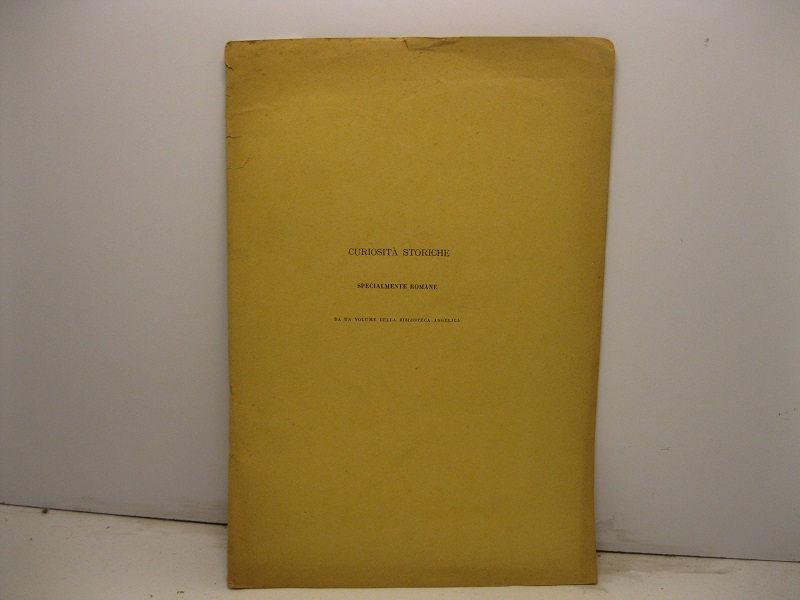 CURIOSITÀ STORICHE
SPECIALMENTE ROMANE
DA UN VOLUME DELLA BIBLIOTECA ANGELICA